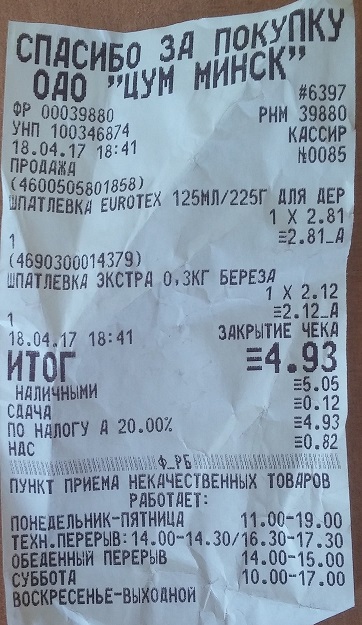 СПАСИБО ЗА ПОКУПКУ
ОАО "ЦУМ МИНСК"
#6397
ФР 00039880 РНМ 39880
УНП 100346874 КАССИР
18.04.17 18:41 №0085
ПРОДАЖА
(4600505801858)
ШПАТЛЕВКА EUROTEX 125МЛ/225Г ДЛЯ ДЕР
1 X 2.81
1 ≡2.81_А
(4690300014379)
ШПАТЛЕВКА ЭКСТРА 0,3КГ БЕРЕЗА
1 X 2.12
1 ≡2.12_А
18.04.17 18:41 ЗАКРЫТИЕ ЧЕКА
ИТОГ ≡4.93
НАЛИЧНЫМИ ≡5.05
СДАЧА ≡0.12
ПО НАЛОГУ А 20.00% ≡4.93
НДС ≡0.82
Ф_РБ
ПУНКТ ПРИЕМА НЕКАЧЕСТВЕННЫХ ТОВАРОВ
РАБОТАЕТ:
ПОНЕДЕЛЬНИК-ПЯТНИЦА 11.00-19.00
ТЕХН.ПЕРЕРЫВ:14.00-14.30/16.30-17.30
ОБЕДЕННЫЙ ПЕРЕРЫВ 14.00-15.00
СУББОТА 10.00-17.00
ВОСКРЕСЕНЬЕ-ВЫХОДНОЙ